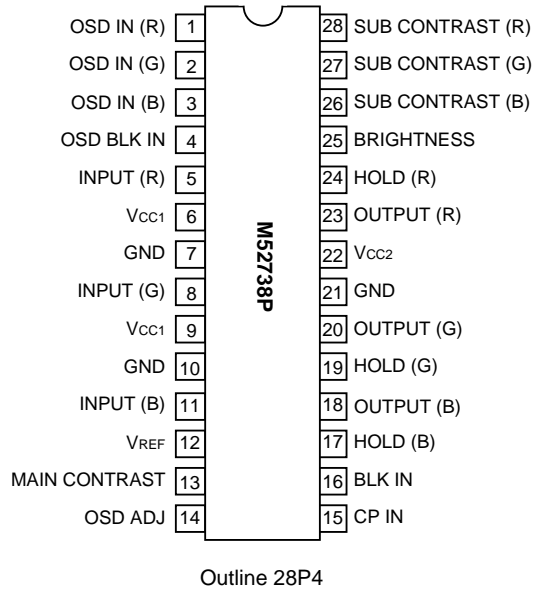 OSD IN (R) 1 28 SUB CONTRAST (R)
OSD IN (G) 2 27 SUB CONTRAST (G)
OSD IN (B) 3 26 SUB CONTRAST (B)
OSD BLK IN 4 25 BRIGHTNESS
INPUT (R) 5 24 HOLD (R)
VCC1 6 23 OUTPUT (R)
GND 7 22 VCC2
INPUT (G) 8 21 GND
VCC1 9 20 OUTPUT (G)
GND 10 19 HOLD (G)
INPUT (B) 11 18 OUTPUT (B)
VREF 12 17 HOLD (B)
MAIN CONTRAST 13 16 BLK IN
OSD ADJ 14 15 CP IN
M52738P
Outline 28P4